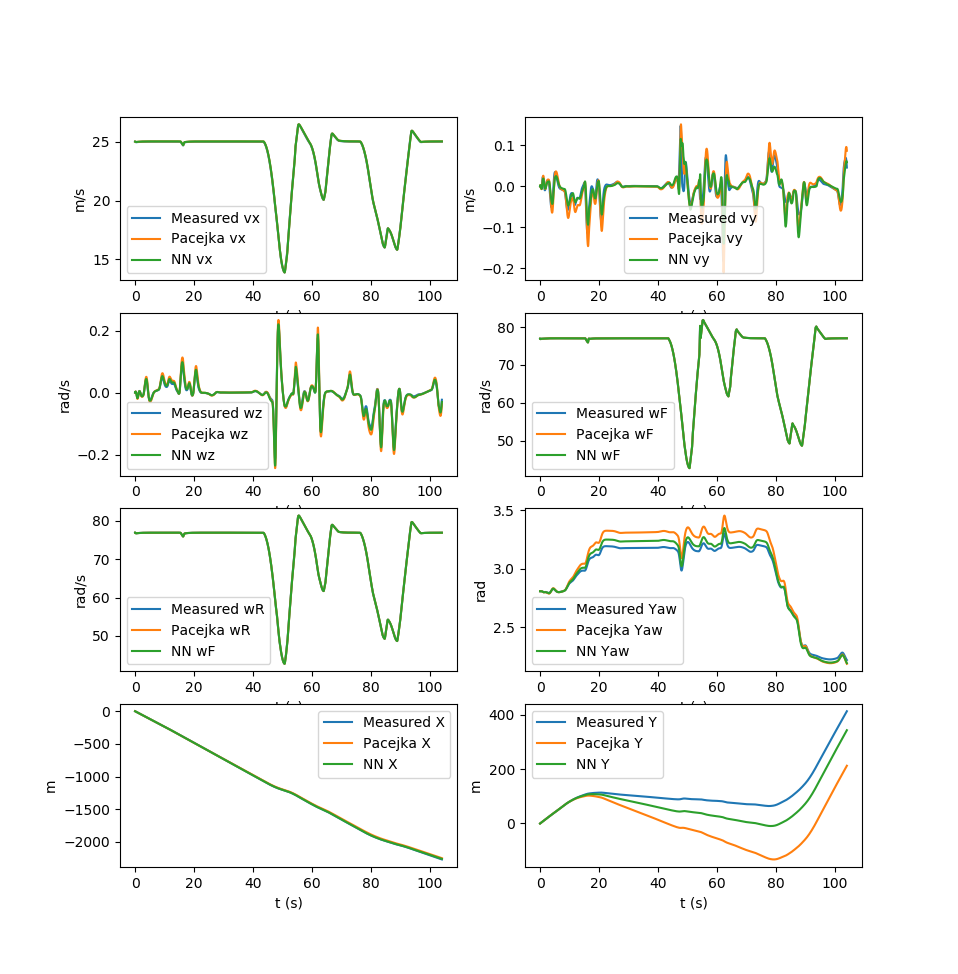 25
20
15
m/s
Measured vx
Pacejka vx
NN vx
0 20 40 60 80 100
0.1
0.0
−0.1
−0.2
m/s
Measured vy
Pacejka vy
NN vy
0 20 40 60 80 100
0.2
0.0
−0.2
rad/s
Measured wz
Pacejka wz
NN wz
0 20 40 60 80 100
80
70
60
50
rad/s
Measured wF
Pacejka wF
NN wF
0 20 40 60 80 100
80
70
60
50
rad/s
Measured wR
Pacejka wR
NN wF
0 20 40 60 80 100
3.5
3.0
2.5
rad
Measured Yaw
Pacejka Yaw
NN Yaw
0 20 40 60 80 100
0
−500
−1000
−1500
−2000
m
Measured X
Pacejka X
NN X
0 20 40 60 80 100
t (s)
400
200
0
m
Measured Y
Pacejka Y
NN Y
0 20 40 60 80 100
t (s)